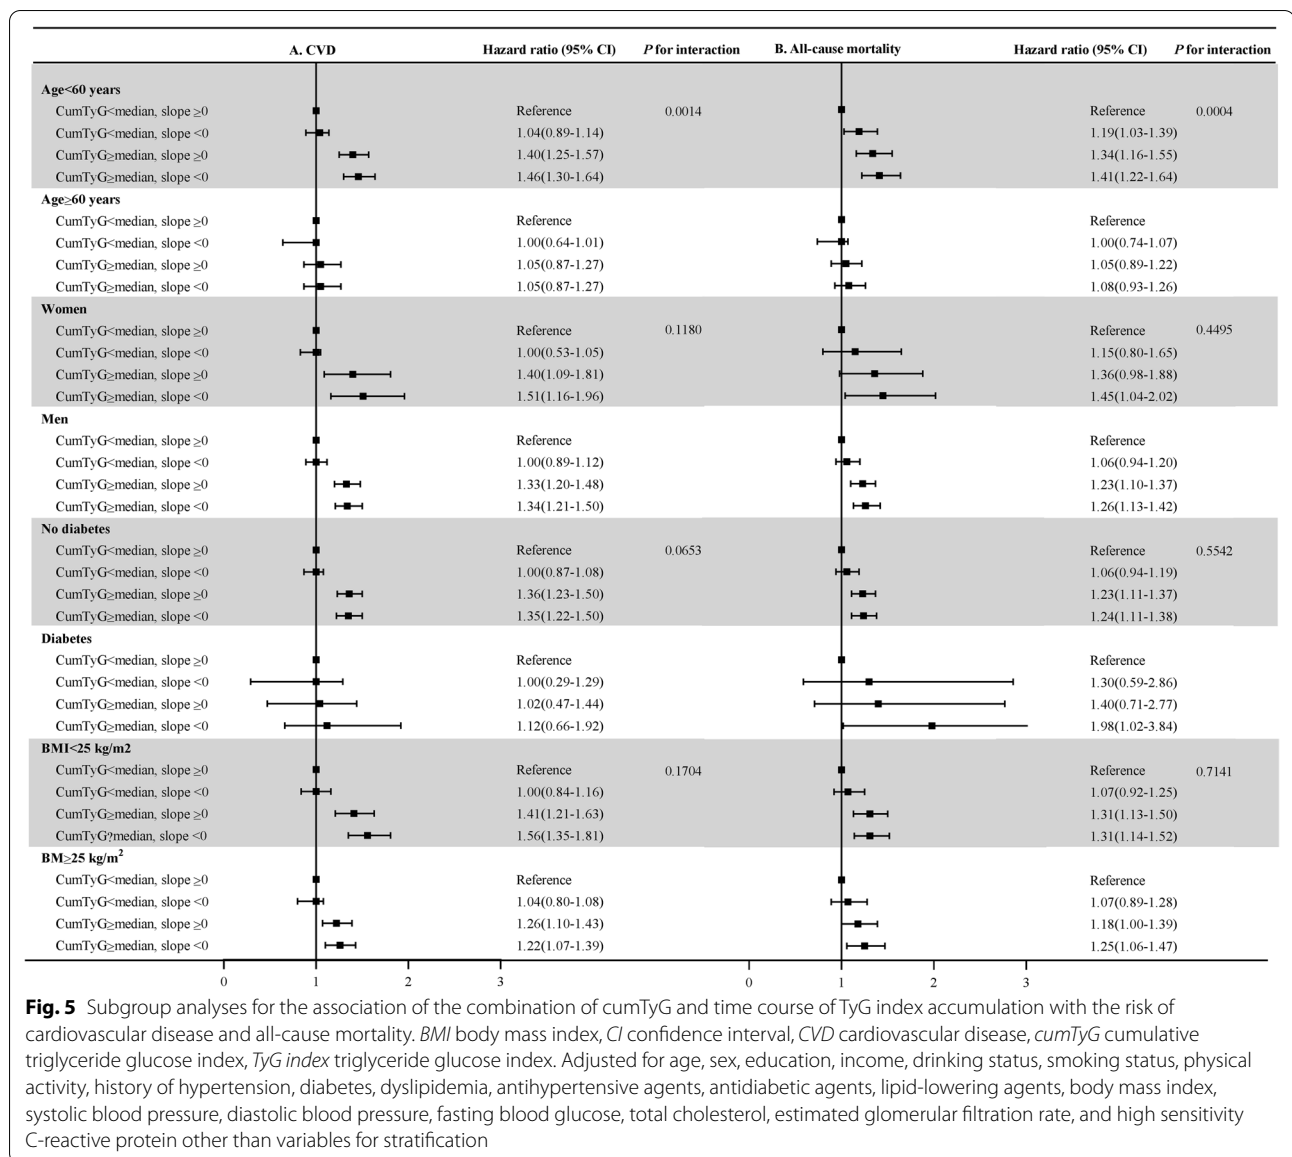 A. CVD Hazard ratio (95% CI) P for interaction B. All-cause mortality Hazard ratio (95% CI) P for interaction
Age<60 years
CumTyG<median, slope ≥0 Reference 0.0014 Reference 0.0004
CumTyG<median, slope <0 1.04(0.89-1.14) 1.19(1.03-1.39)
CumTyG≥median, slope ≥0 1.40(1.25-1.57) 1.34(1.16-1.55)
CumTyG≥median, slope <0 1.46(1.30-1.64) 1.41(1.22-1.64)
Age≥60 years
CumTyG<median, slope ≥0 Reference Reference
CumTyG<median, slope <0 1.00(0.64-1.01) 1.00(0.74-1.07)
CumTyG≥median, slope ≥0 1.05(0.87-1.27) 1.05(0.89-1.22)
CumTyG≥median, slope <0 1.05(0.87-1.27) 1.08(0.93-1.26)
Women
CumTyG<median, slope ≥0 Reference 0.1180 Reference 0.4495
CumTyG<median, slope <0 1.00(0.53-1.05) 1.15(0.80-1.65)
CumTyG≥median, slope ≥0 1.40(1.09-1.81) 1.36(0.98-1.88)
CumTyG≥median, slope <0 1.51(1.16-1.96) 1.45(1.04-2.02)
Men
CumTyG<median, slope ≥0 Reference Reference
CumTyG<median, slope <0 1.00(0.89-1.12) 1.06(0.94-1.20)
CumTyG≥median, slope ≥0 1.33(1.20-1.48) 1.23(1.10-1.37)
CumTyG≥median, slope <0 1.34(1.21-1.50) 1.26(1.13-1.42)
No diabetes
CumTyG<median, slope ≥0 Reference 0.0653 Reference 0.5542
CumTyG<median, slope <0 1.00(0.87-1.08) 1.06(0.94-1.19)
CumTyG≥median, slope ≥0 1.36(1.23-1.50) 1.23(1.11-1.37)
CumTyG≥median, slope <0 1.35(1.22-1.50) 1.24(1.11-1.38)
Diabetes
CumTyG<median, slope ≥0 Reference Reference
CumTyG<median, slope <0 1.00(0.29-1.29) 1.30(0.59-2.86)
CumTyG≥median, slope ≥0 1.02(0.47-1.44) 1.40(0.71-2.77)
CumTyG≥median, slope <0 1.12(0.66-1.92) 1.98(1.02-3.84)
BMI<25 kg/m2
CumTyG<median, slope ≥0 Reference 0.1704 Reference 0.7141
CumTyG<median, slope <0 1.00(0.84-1.16) 1.07(0.92-1.25)
CumTyG≥median, slope ≥0 1.41(1.21-1.63) 1.31(1.13-1.50)
CumTyG?median, slope <0 1.56(1.35-1.81) 1.31(1.14-1.52)
BM≥25 kg/m²
CumTyG<median, slope ≥0 Reference Reference
CumTyG<median, slope <0 1.04(0.80-1.08) 1.07(0.89-1.28)
CumTyG≥median, slope ≥0 1.26(1.10-1.43) 1.18(1.00-1.39)
CumTyG≥median, slope <0 1.22(1.07-1.39) 1.25(1.06-1.47)
0 1 2 3 0 1 2 3
Fig. 5 Subgroup analyses for the association of the combination of cumTyG and time course of TyG index accumulation with the risk of
cardiovascular disease and all-cause mortality. BMI body mass index, CI confidence interval, CVD cardiovascular disease, cumTyG cumulative
triglyceride glucose index, TyG index triglyceride glucose index. Adjusted for age, sex, education, income, drinking status, smoking status, physical
activity, history of hypertension, diabetes, dyslipidemia, antihypertensive agents, antidiabetic agents, lipid-lowering agents, body mass index,
systolic blood pressure, diastolic blood pressure, fasting blood glucose, total cholesterol, estimated glomerular filtration rate, and high sensitivity
C-reactive protein other than variables for stratification